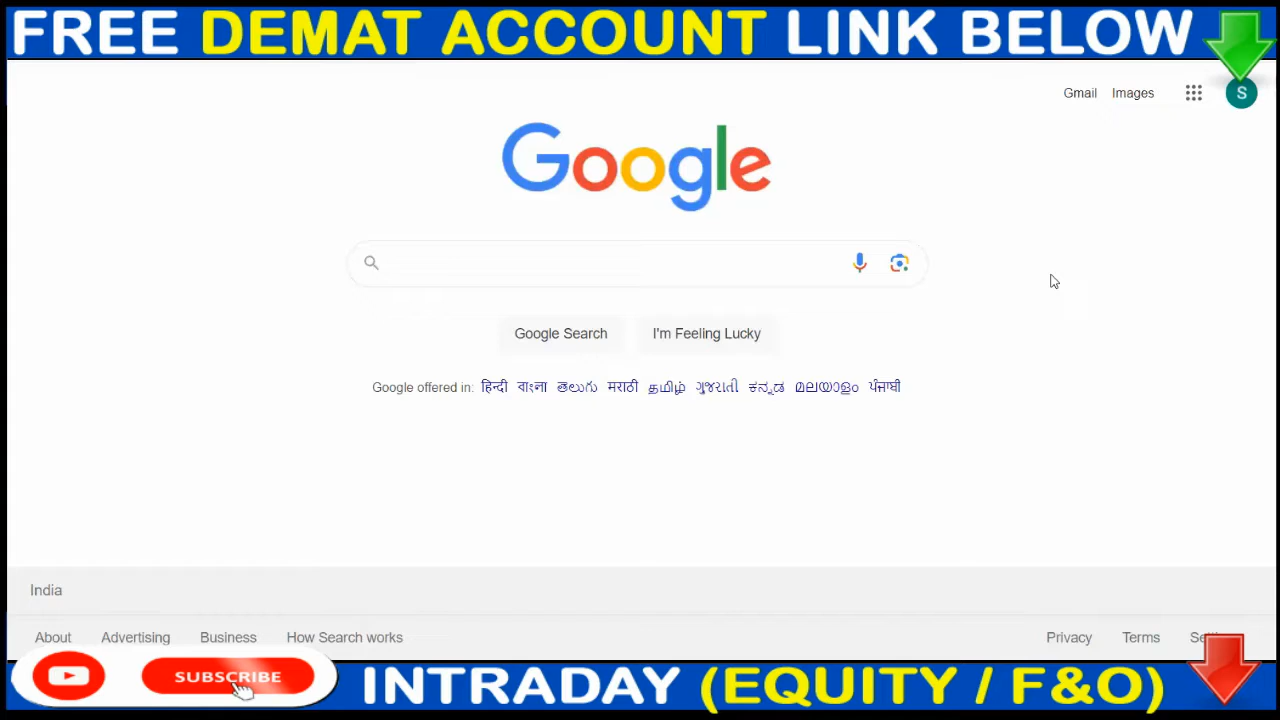 FREE DEMAT ACCOUNT LINK BELOW
Gmail Images
S
Google
Google Search I'm Feeling Lucky
Google offered in: हिन्दी বাংলা తెలుగు मराठी தமிழ் ગુજરાતી ಕನ್ನಡ മലയാളം ਪੰਜਾਬੀ
India
About Advertising Business How Search works Privacy Terms
SUBSCRIBE
INTRADAY (EQUITY / F&O)